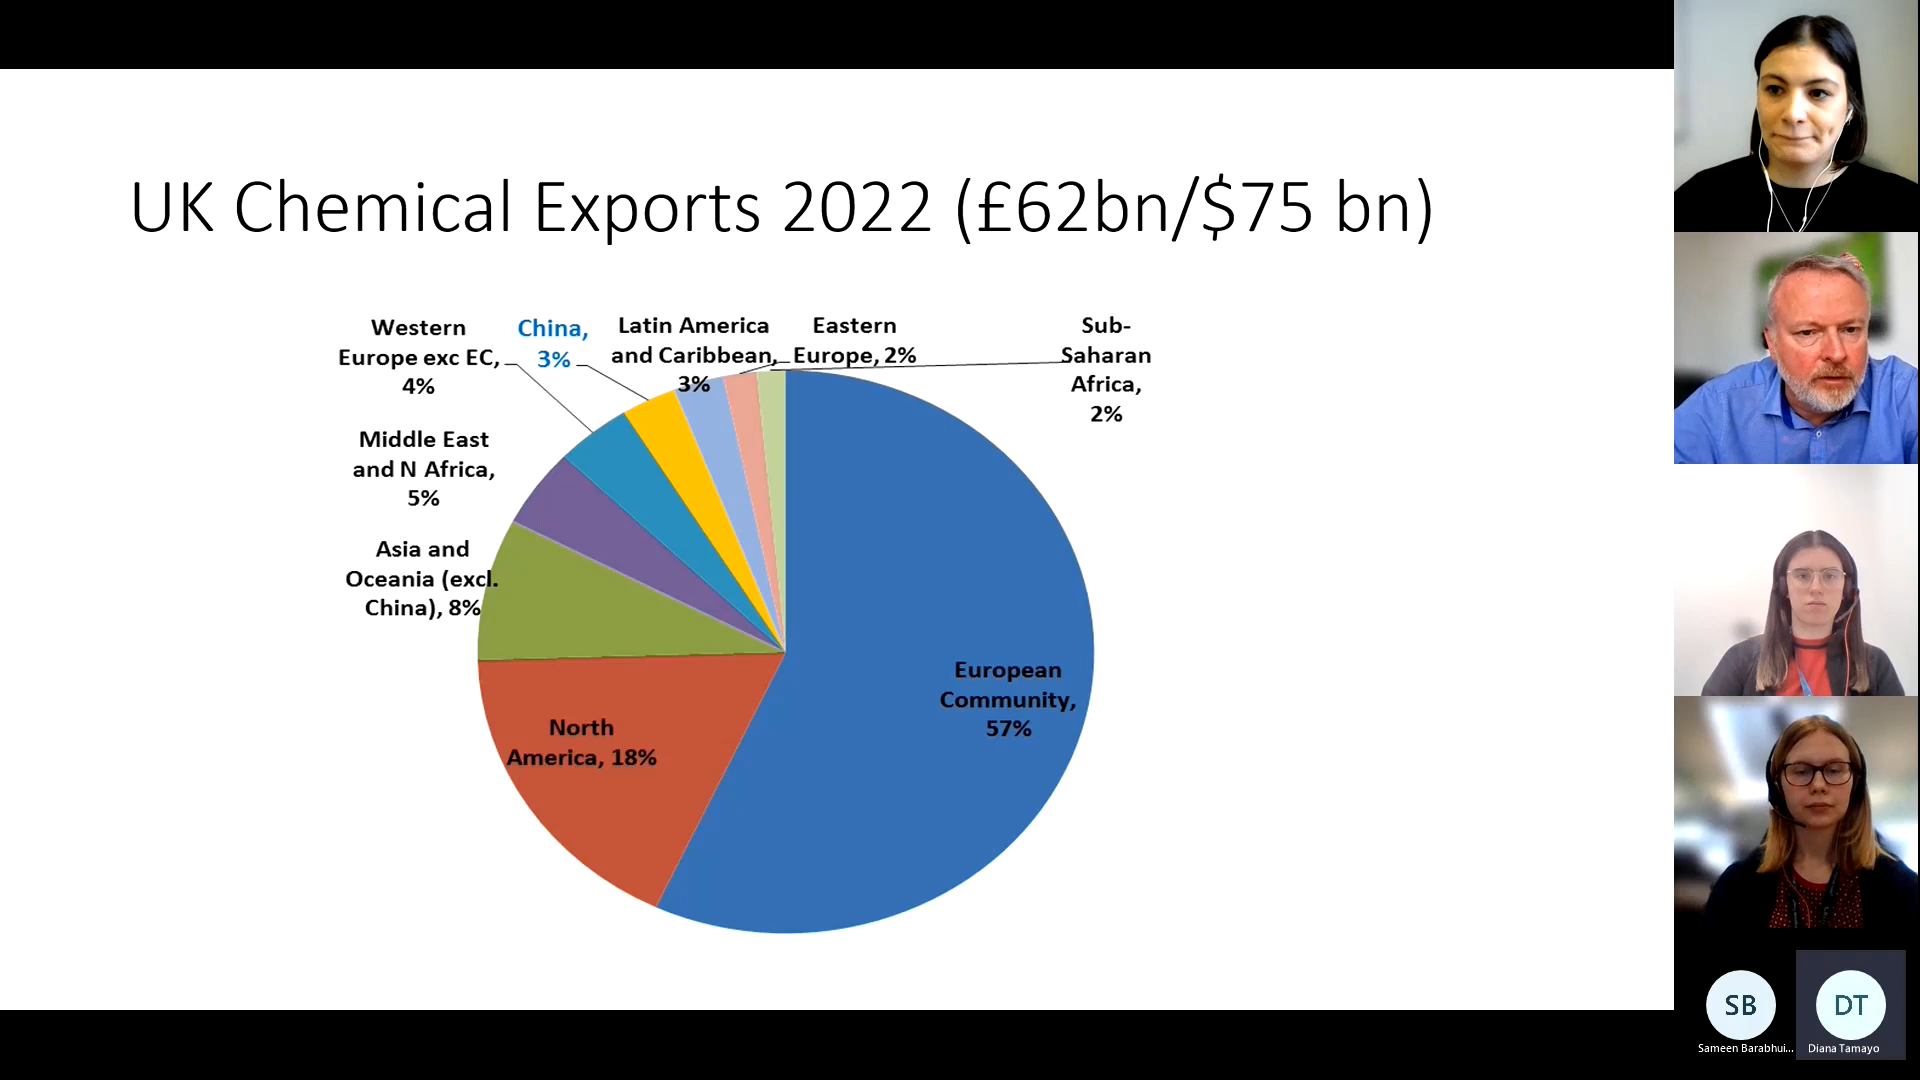 UK Chemical Exports 2022 (£62bn/$75 bn)
Western
Europe exc EC,
4%
China,
3%
Latin America
and Caribbean,
3%
Eastern
Europe, 2%
Sub-
Saharan
Africa,
2%
Middle East
and N Africa,
5%
Asia and
Oceania (excl.
China), 8%
North
America, 18%
European
Community,
57%
SB
Sameen Barabhui...
DT
Diana Tamayo